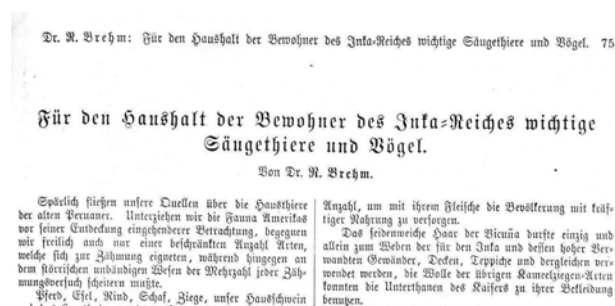 Dr. R. Brehm: Für den Haushalt der Bewohner des Inka-Reiches wichtige Säugethiere und Vögel. 75
Für den Haushalt der Bewohner des Inka-Reiches wichtige
Säugethiere und Vögel.
Von Dr. R. Brehm.
Spärlich fließen unsere Quellen über die Hausthiere
der alten Peruaner. Unterziehen wir die Fauna Amerikas
vor seiner Entdeckung eingehenderer Betrachtung, begegnen
wir freilich auch nur einer beschränkten Anzahl Arten,
welche sich zur Zähmung eigneten, während hingegen an
dem störrischen unbändigen Wesen der Mehrzahl jeder Zäh-
mungsversuch scheitern mußte.
Pferd, Esel, Rind, Schaf, Ziege, unser Hausschwein
Anzahl, um mit ihrem Fleische die Bevölkerung mit kräf-
tiger Nahrung zu versorgen.
Das seidenweiche Haar der Vicuña durfte einzig und
allein zum Weben der für den Inka und dessen hoher Ver-
wandten Gewänder, Decken, Teppiche und dergleichen ver-
wendet werden, die Wolle der übrigen Kameelziegen-Arten
konnten die Unterthanen des Kaisers zu ihrer Bekleidung
benutzen.